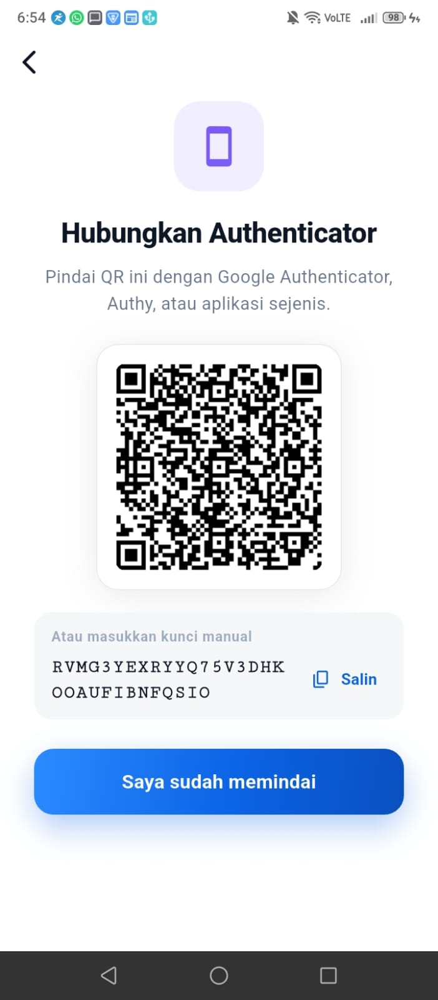 6:54 VoLTE 98
Hubungkan Authenticator
Pindai QR ini dengan Google Authenticator,
Authy, atau aplikasi sejenis.
Atau masukkan kunci manual
RVMG3YEXRYYQ75V3DHK
OOAUFIBNFQSIO
Salin
Saya sudah memindai